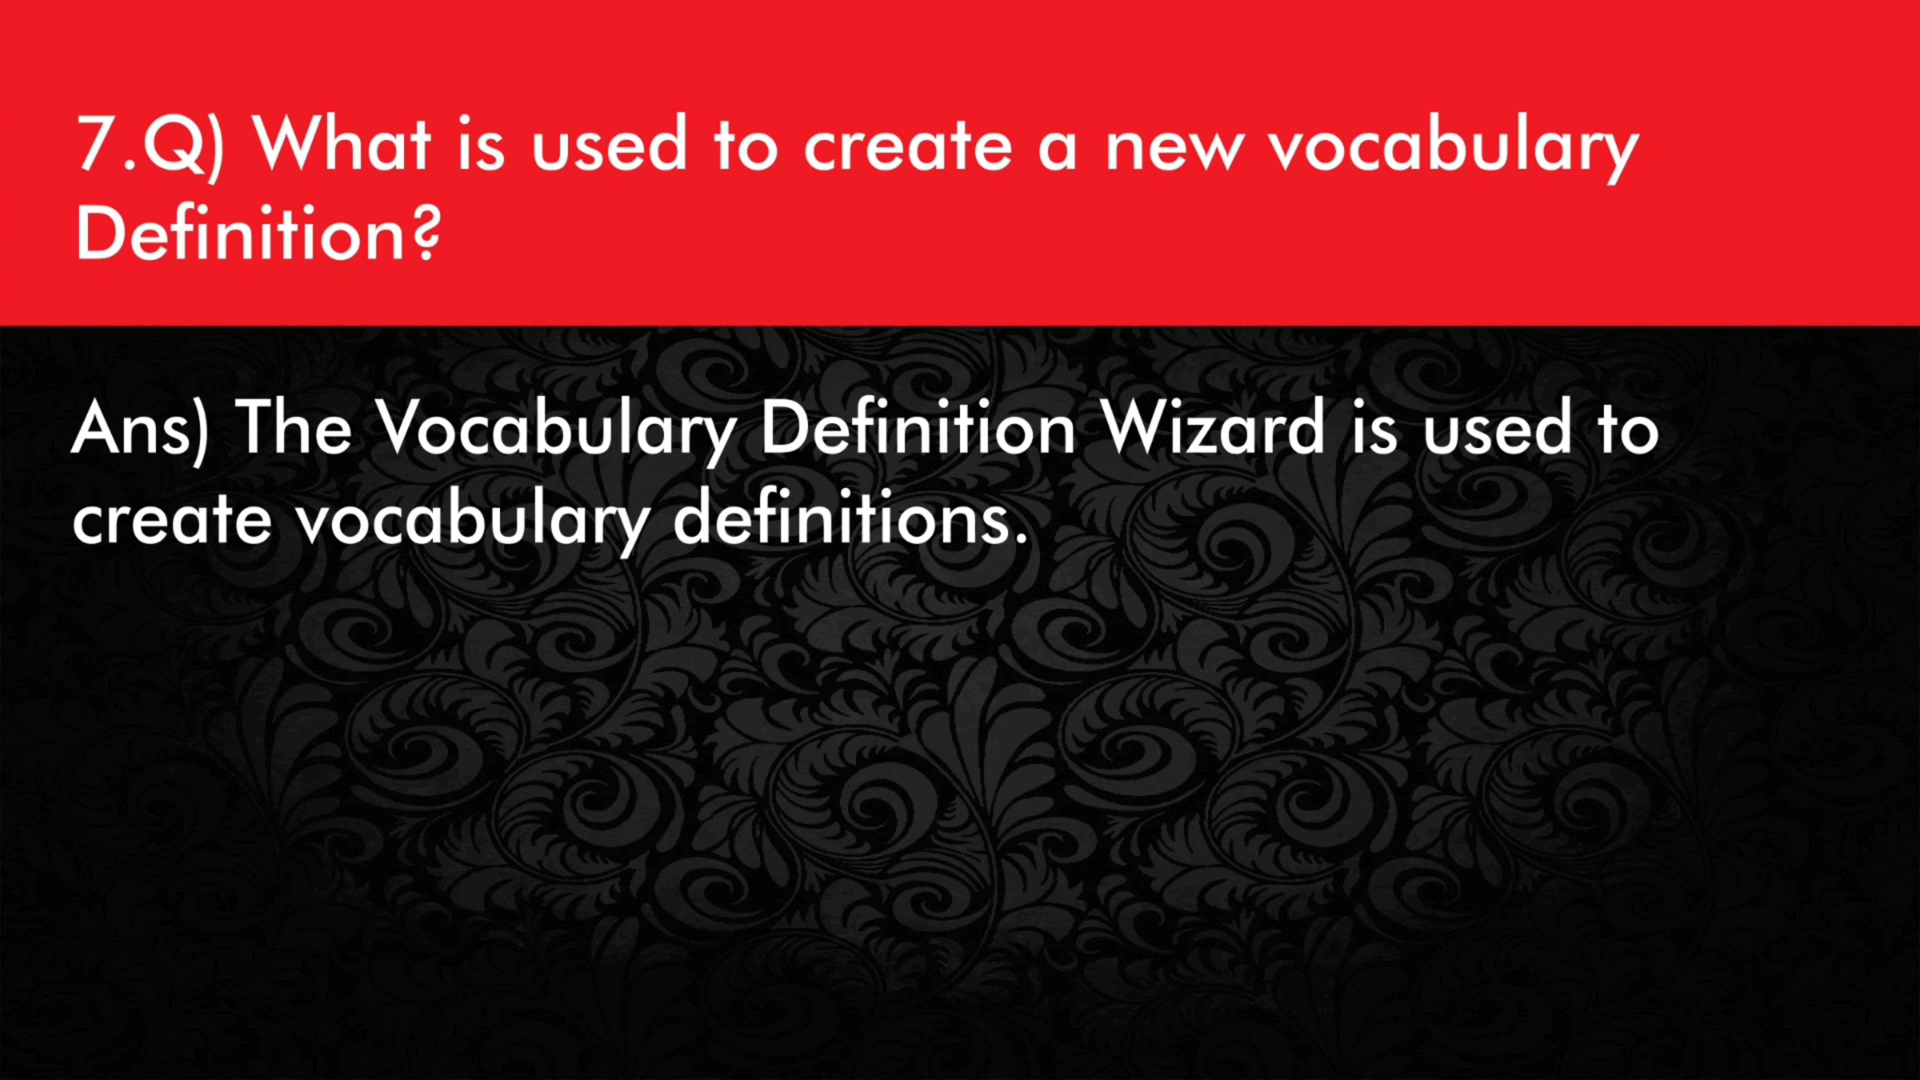 7.Q) What is used to create a new vocabulary
Definition?
Ans) The Vocabulary Definition Wizard is used to
create vocabulary definitions.